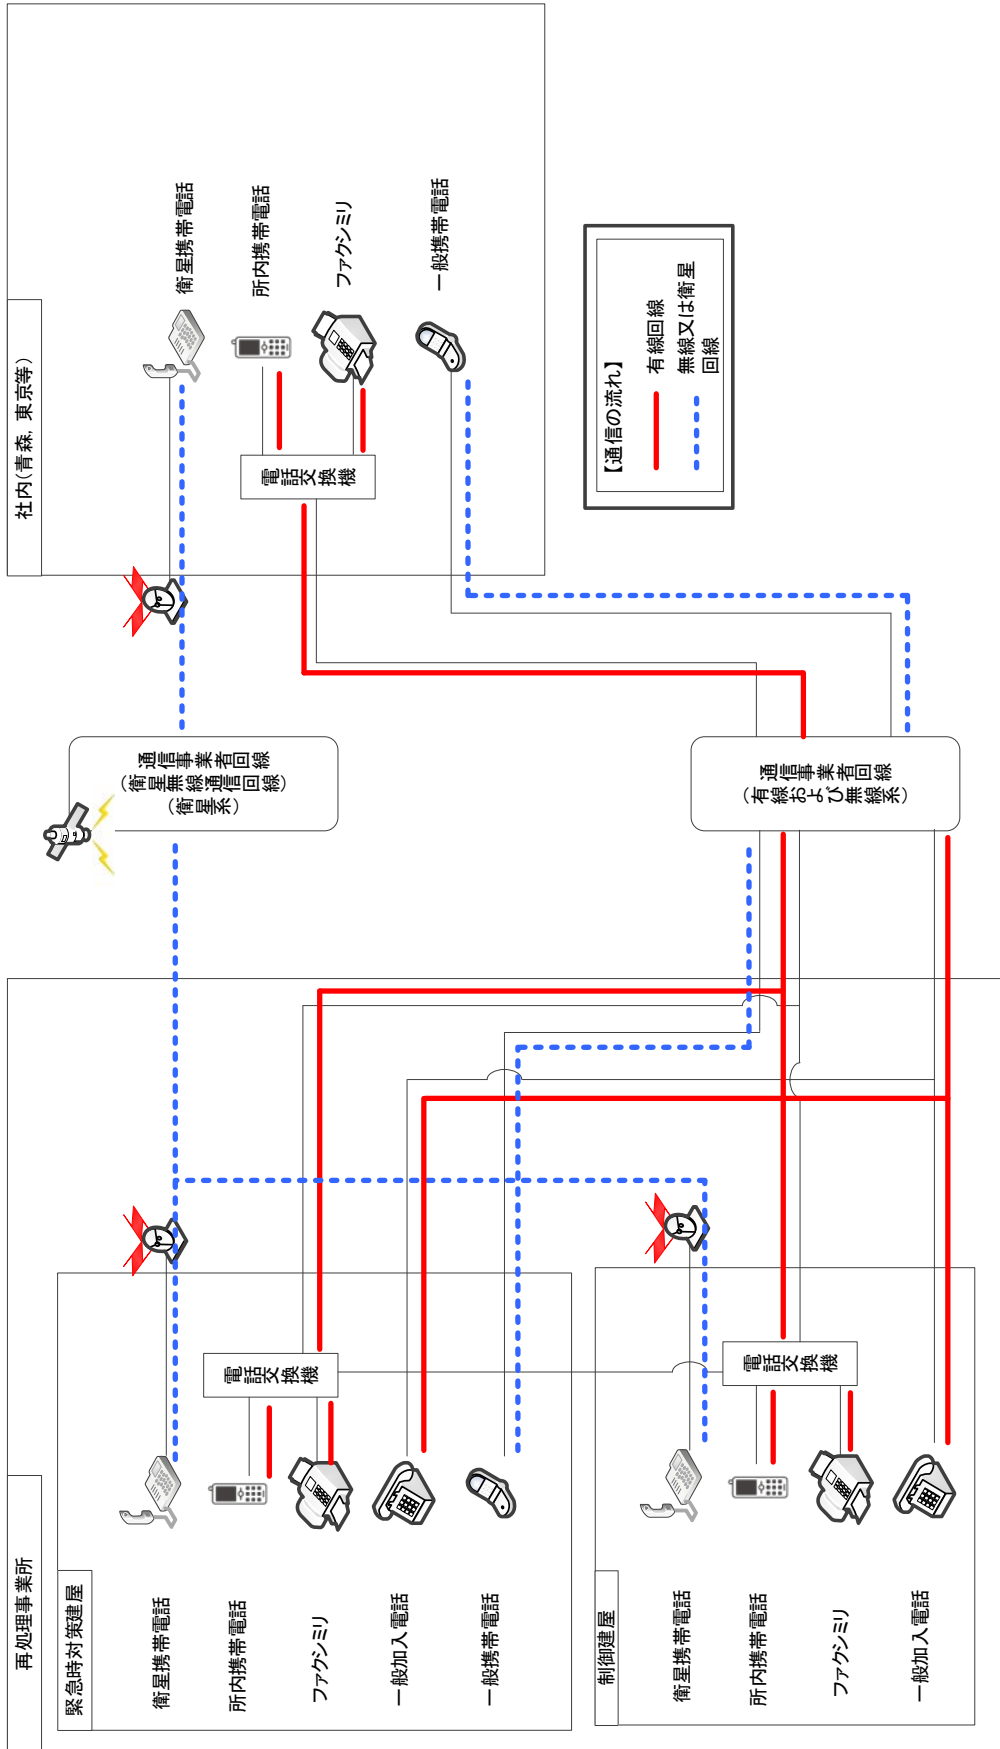 再処理事業所
緊急時対策建屋
衛星携帯電話
所内携帯電話
ファクシミリ
一般加入電話
一般携帯電話
電話交換機
制御建屋
衛星携帯電話
所内携帯電話
ファクシミリ
一般加入電話
電話交換機
通信事業者回線
（衛星無線通信回線）
（衛星系）
通信事業者回線
（有線および無線系）
社内（青森，東京等）
電話交換機
衛星携帯電話
所内携帯電話
ファクシミリ
一般携帯電話
【通信の流れ】
有線回線
無線又は衛星
回線